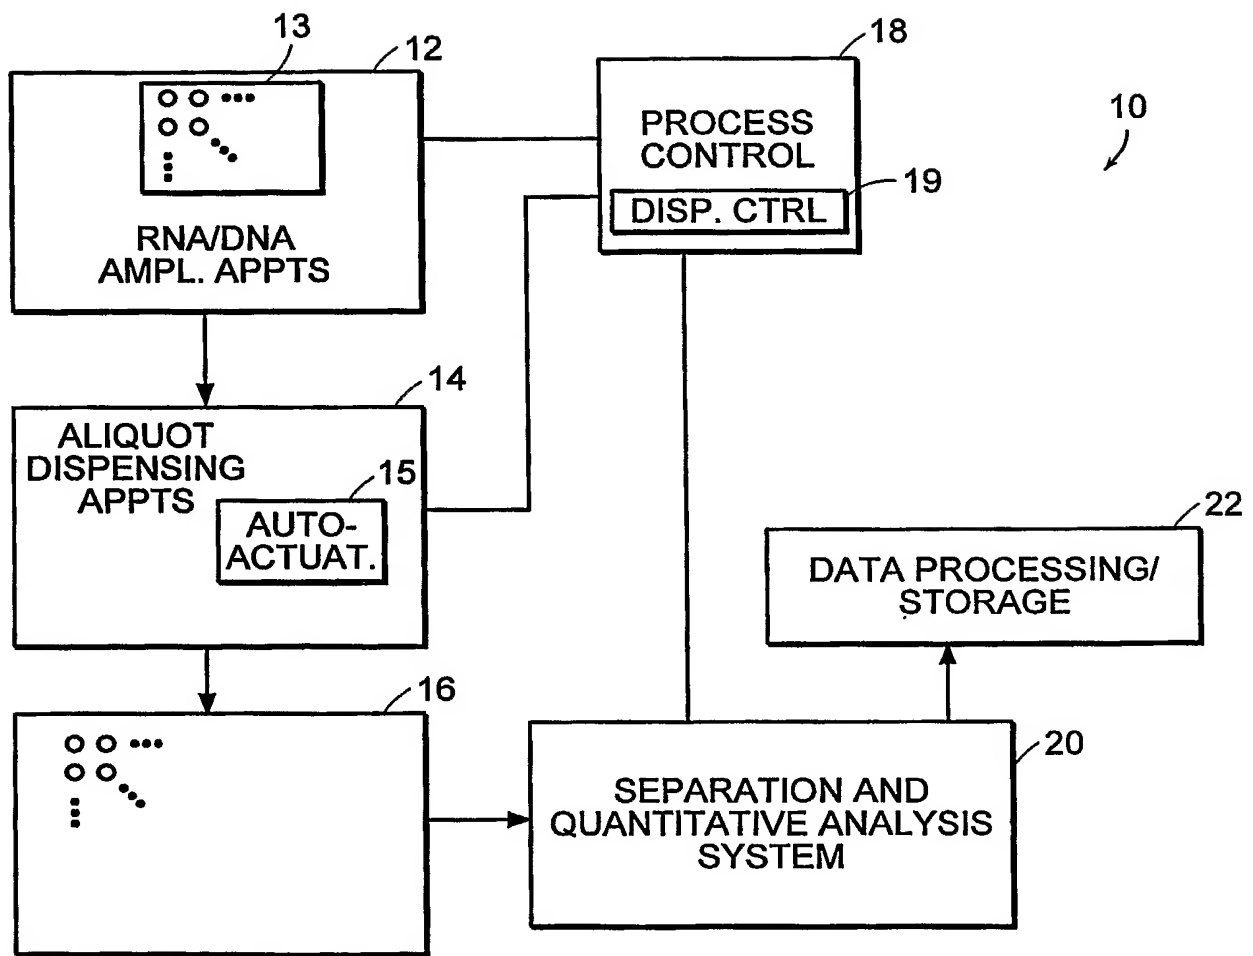 13
12
18
10
PROCESS
CONTROL
19
DISP. CTRL
RNA/DNA
AMPL. APPTS
14
ALIQUOT
DISPENSING
APPTS
15
AUTO-
ACTUAT.
22
DATA PROCESSING/
STORAGE
16
20
SEPARATION AND
QUANTITATIVE ANALYSIS
SYSTEM